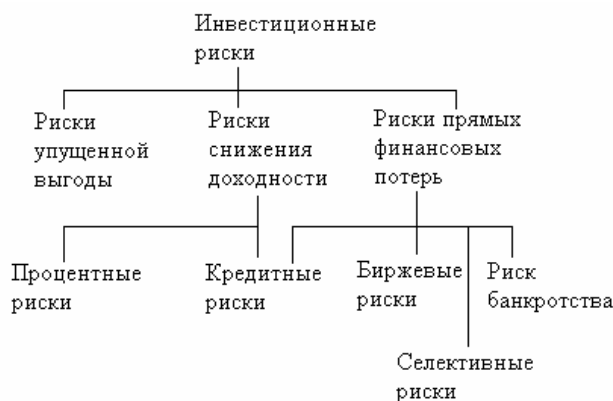 Инвестиционные
риски
Риски
упущенной
выгоды
Риски
снижения
доходности
Риски прямых
финансовых
потерь
Процентные
риски
Кредитные
риски
Биржевые
риски
Риск
банкротства
Селективные
риски